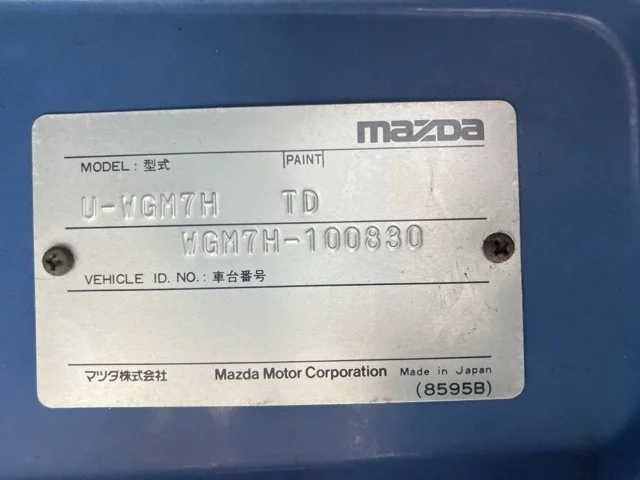 mazda
MODEL: 型式 PAINT
U-WGM7H TD
WGM7H-100830
VEHICLE ID. NO.: 車台番号
マツダ株式会社 Mazda Motor Corporation Made in Japan
(8595B)